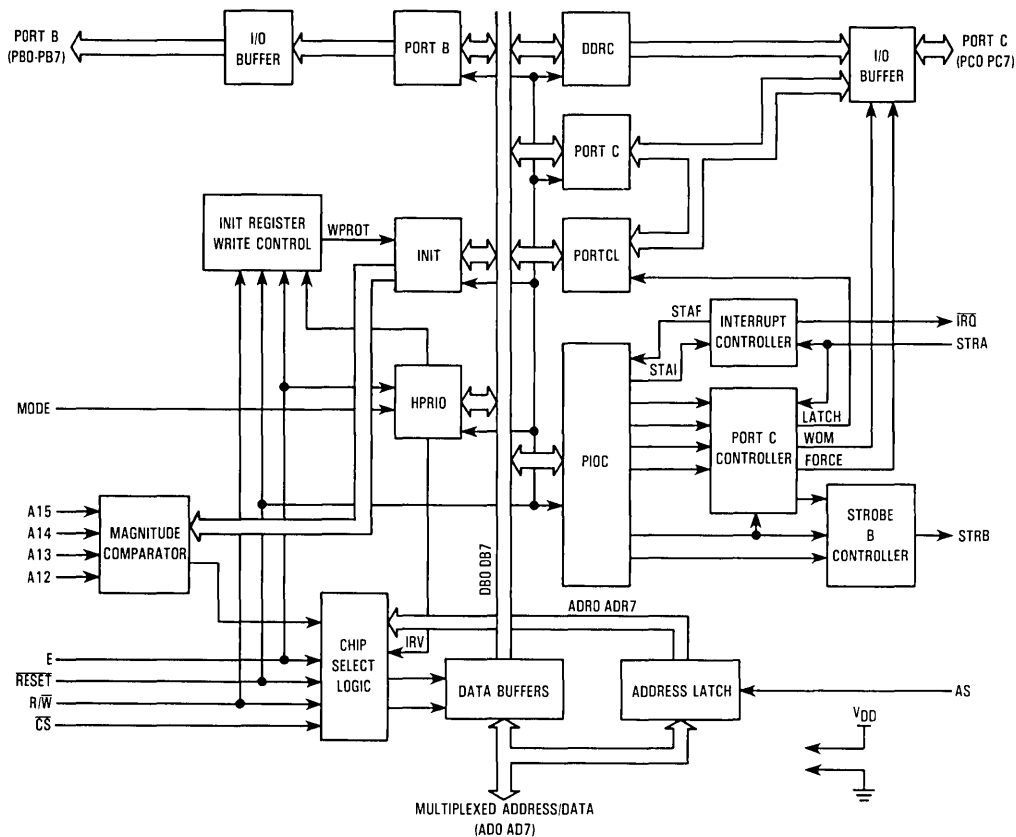 PORT B
(PB0-PB7)
I/O
BUFFER
PORT B
DDRC
I/O
BUFFER
PORT C
(PC0 PC7)
PORT C
INIT REGISTER
WRITE CONTROL
WPROT
INIT
PORTCL
STAF
INTERRUPT
CONTROLLER
IRQ
STRA
STAI
MODE
HPRIO
PIOC
PORT C
CONTROLLER
LATCH
WOM
FORCE
A15
A14
A13
A12
MAGNITUDE
COMPARATOR
STROBE
B
CONTROLLER
STRB
DB0 DB7
ADR0 ADR7
IRV
CHIP
SELECT
LOGIC
E
RESET
R/W
CS
DATA BUFFERS
ADDRESS LATCH
AS
VDD
MULTIPLEXED ADDRESS/DATA
(AD0 AD7)